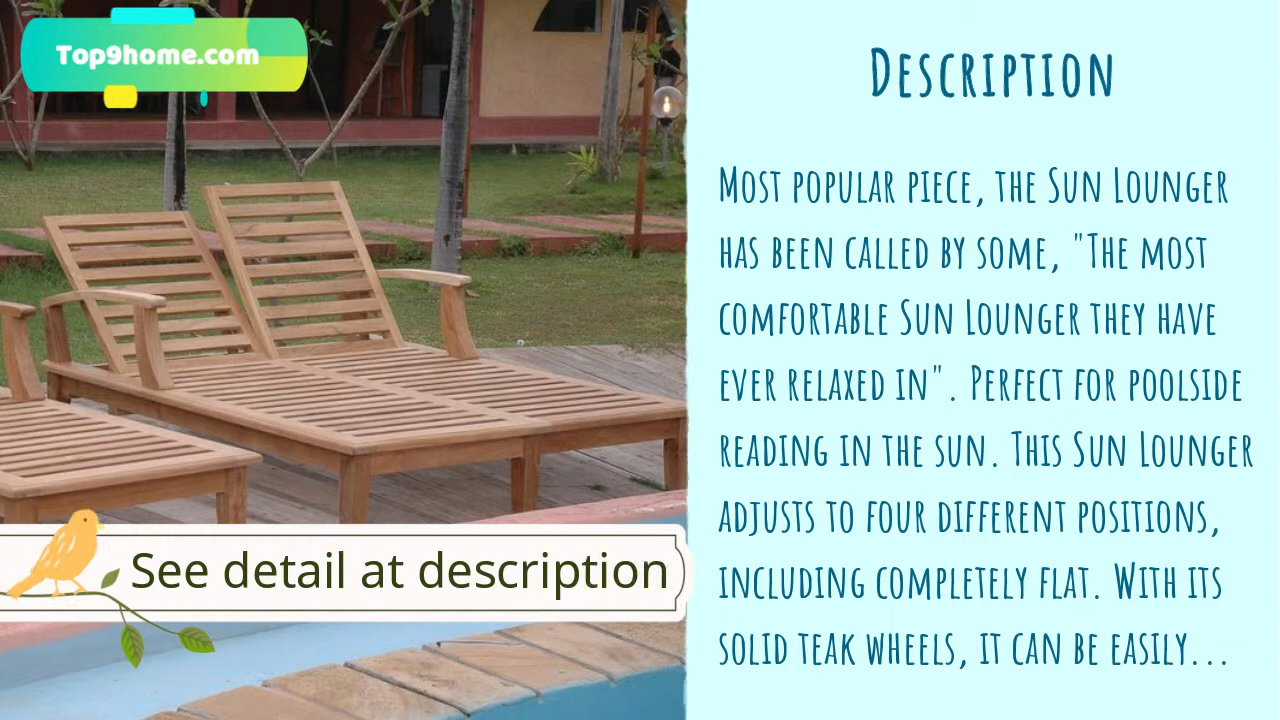 Top9home.com
See detail at description
Description
Most popular piece, the Sun Lounger
has been called by some, "The most
comfortable Sun Lounger they have
ever relaxed in". Perfect for poolside
reading in the sun. This Sun Lounger
adjusts to four different positions,
including completely flat. With its
solid teak wheels, it can be easily...